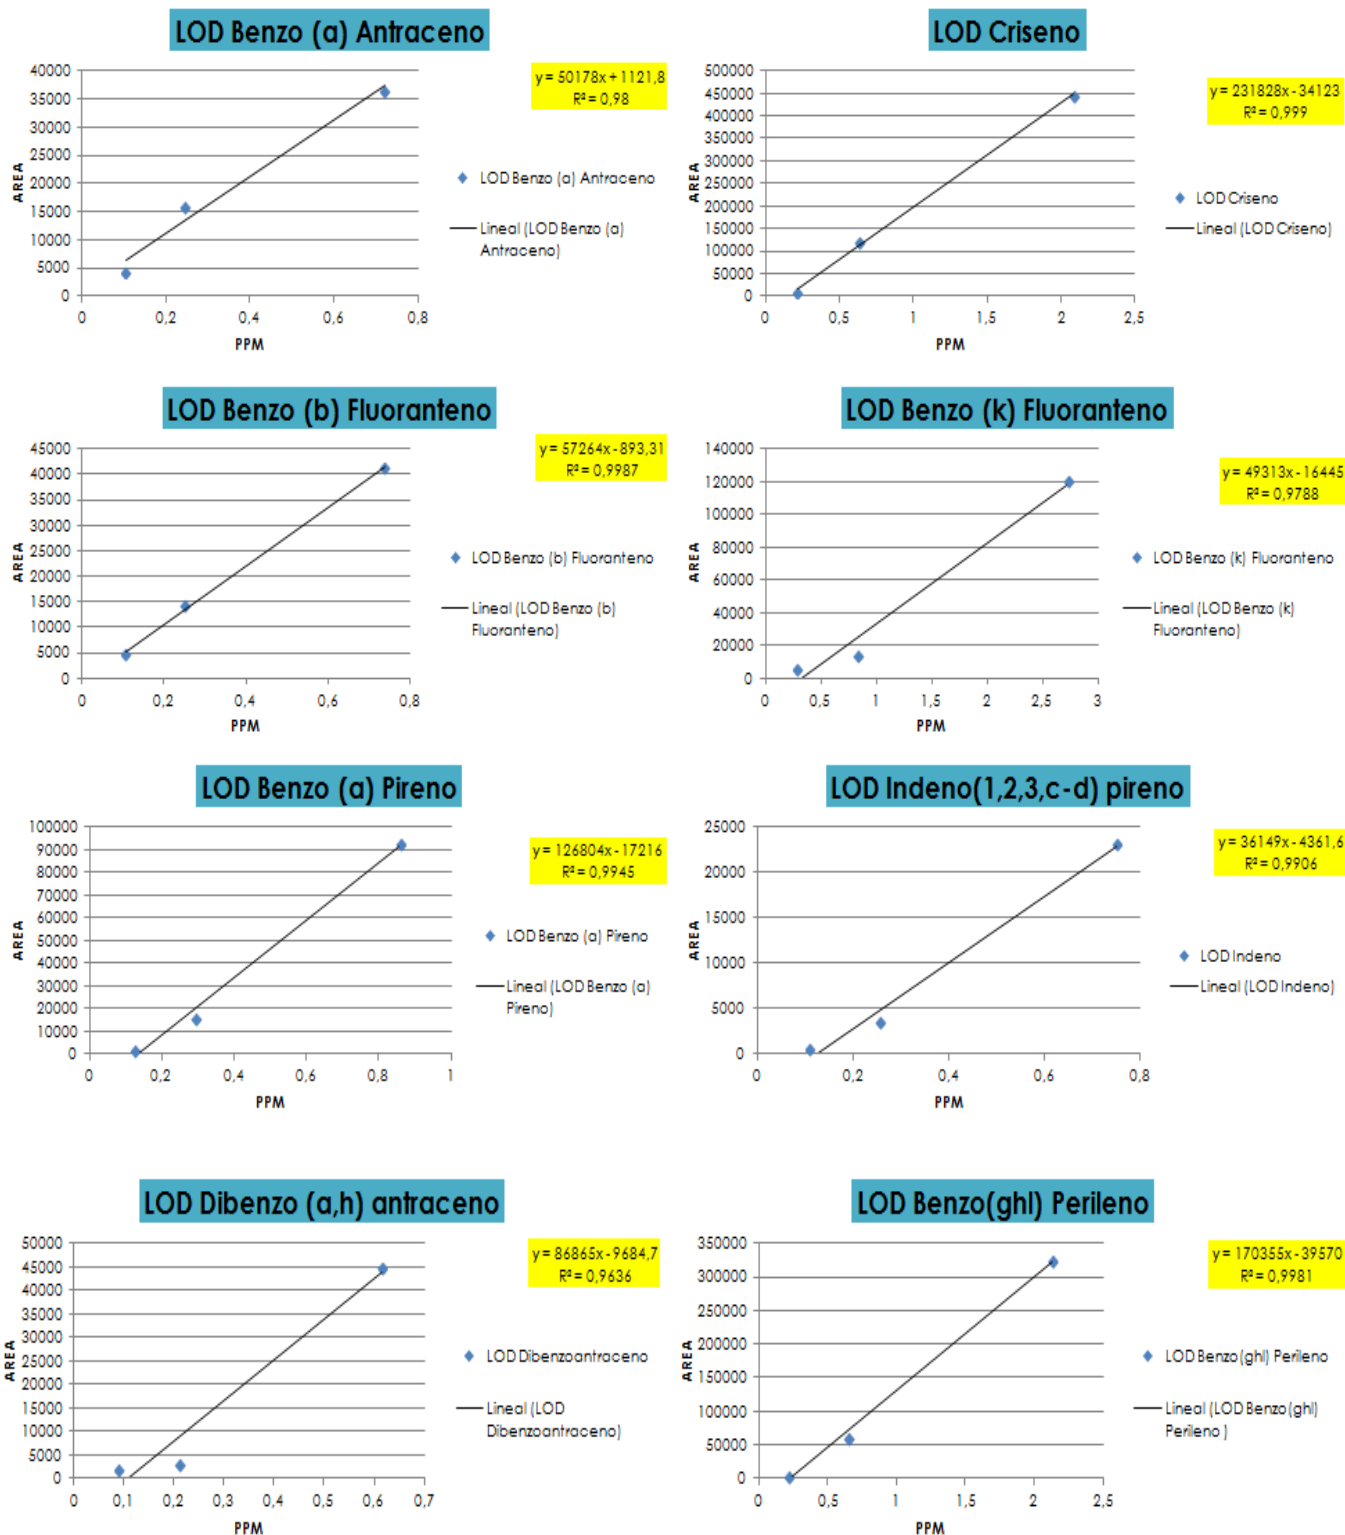 LOD Benzo (a) Antraceno
y = 50178x + 1121,8
R² = 0,98
40000
35000
30000
25000
20000
15000
10000
5000
0
AREA
0 0,2 0,4 0,6 0,8
PPM
LOD Benzo (a) Antraceno
Lineal (LOD Benzo (a)
Antraceno)
LOD Criseno
y = 231828x - 34123
R² = 0,999
500000
450000
400000
350000
300000
250000
200000
150000
100000
50000
0
AREA
0 0,5 1 1,5 2 2,5
PPM
LOD Criseno
Lineal (LOD Criseno)
LOD Benzo (b) Fluoranteno
y = 57264x - 893,31
R² = 0,9987
45000
40000
35000
30000
25000
20000
15000
10000
5000
0
AREA
0 0,2 0,4 0,6 0,8
PPM
LOD Benzo (b) Fluoranteno
Lineal (LOD Benzo (b)
Fluoranteno)
LOD Benzo (k) Fluoranteno
y = 49313x - 16445
R² = 0,9788
140000
120000
100000
80000
60000
40000
20000
0
AREA
0 0,5 1 1,5 2 2,5 3
PPM
LOD Benzo (k) Fluoranteno
Lineal (LOD Benzo (k)
Fluoranteno)
LOD Benzo (a) Pireno
y = 126804x - 17216
R² = 0,9945
100000
90000
80000
70000
60000
50000
40000
30000
20000
10000
0
AREA
0 0,2 0,4 0,6 0,8 1
PPM
LOD Benzo (a) Pireno
Lineal (LOD Benzo (a)
Pireno)
LOD Indeno(1,2,3,c-d) pireno
y = 36149x - 4361,6
R² = 0,9906
25000
20000
15000
10000
5000
0
AREA
0 0,2 0,4 0,6 0,8
PPM
LOD Indeno
Lineal (LOD Indeno)
LOD Dibenzo (a,h) antraceno
y = 86865x - 9684,7
R² = 0,9636
50000
45000
40000
35000
30000
25000
20000
15000
10000
5000
0
AREA
0 0,1 0,2 0,3 0,4 0,5 0,6 0,7
PPM
LOD Dibenzoantraceno
Lineal (LOD
Dibenzoantraceno)
LOD Benzo(ghl) Perileno
y = 170355x - 39570
R² = 0,9981
350000
300000
250000
200000
150000
100000
50000
0
AREA
0 0,5 1 1,5 2 2,5
PPM
LOD Benzo(ghl) Perileno
Lineal (LOD Benzo(ghl)
Perileno )